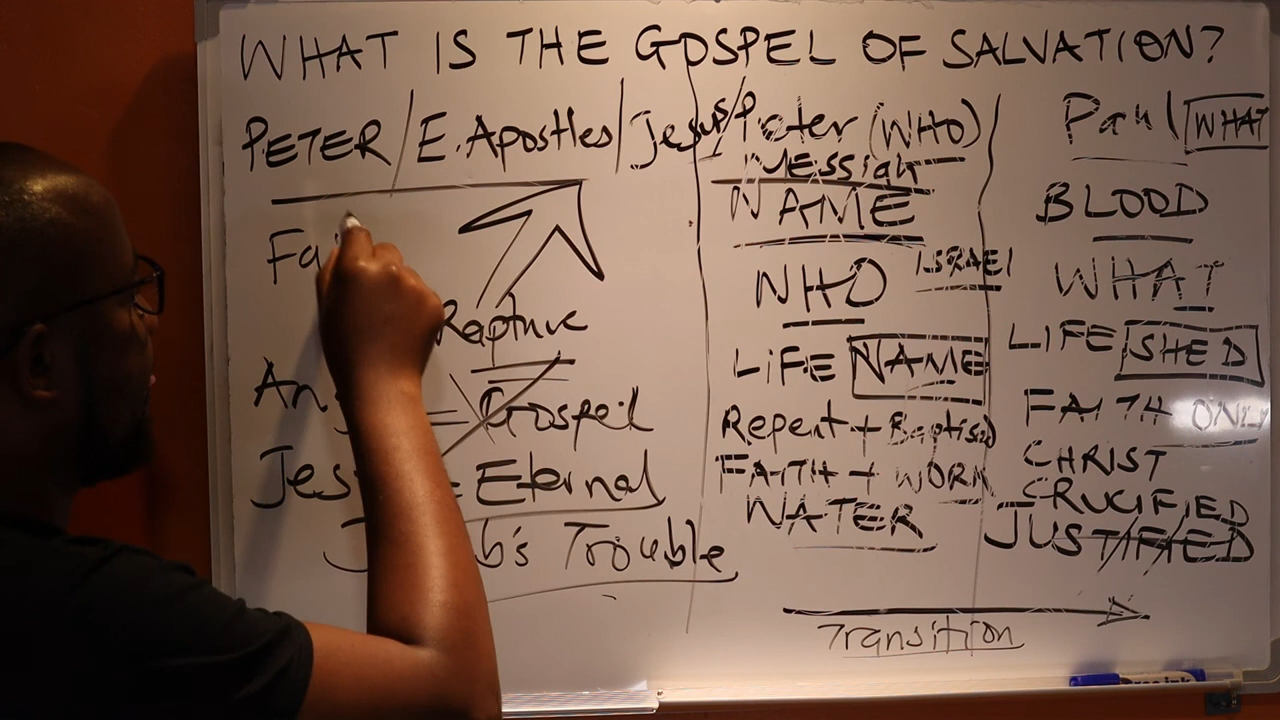 WHAT IS THE GOSPEL OF SALVATION?
PETER/E.Apostles/Jesus/Peter (WHO)
Messiah
Fai
Rapture
An = Gospel
Jes = Eternal
J b's Trouble
NAME
WHO ISRAEl
LiFE NAME
Repent + Baptisd
FAITH + WORK
WATER
Paul WHAT
BLOOD
WHAT
LIFE SHED
FAITH ONLY
CHRIST
CRUCIFIED
JUSTIFIED
Transition